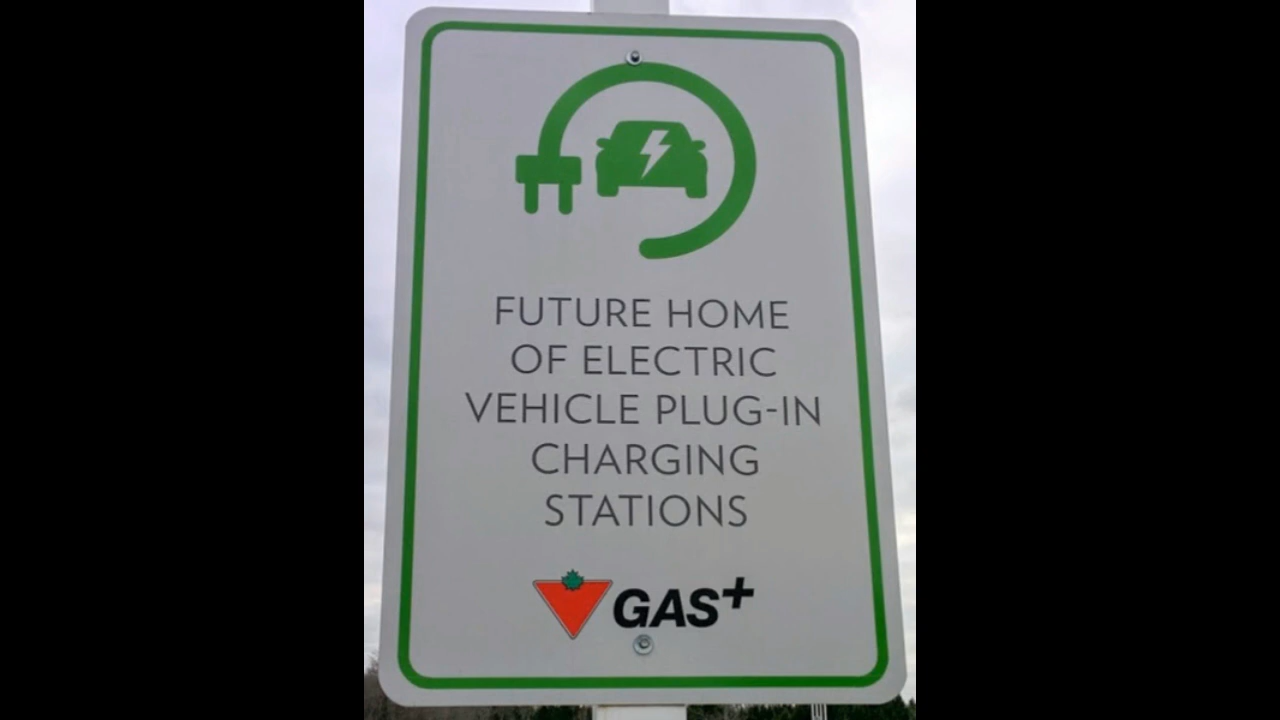 FUTURE HOME
OF ELECTRIC
VEHICLE PLUG-IN
CHARGING
STATIONS
GAS+